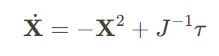 Ẋ = −X² + J⁻¹τ